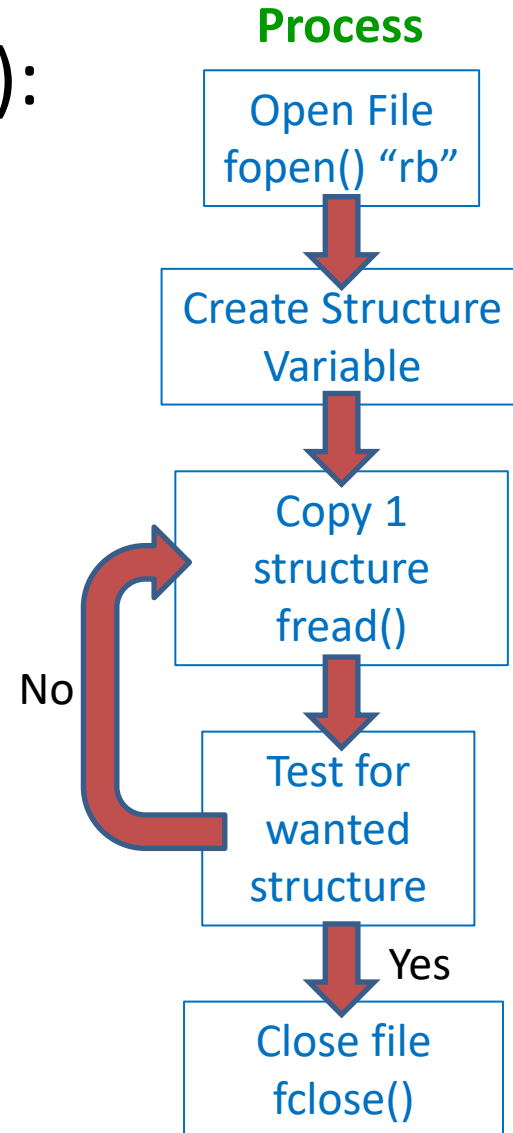 Process
):
Open File
fopen() “rb”
Create Structure
Variable
Copy 1
structure
fread()
No
Test for
wanted
structure
Yes
Close file
fclose()